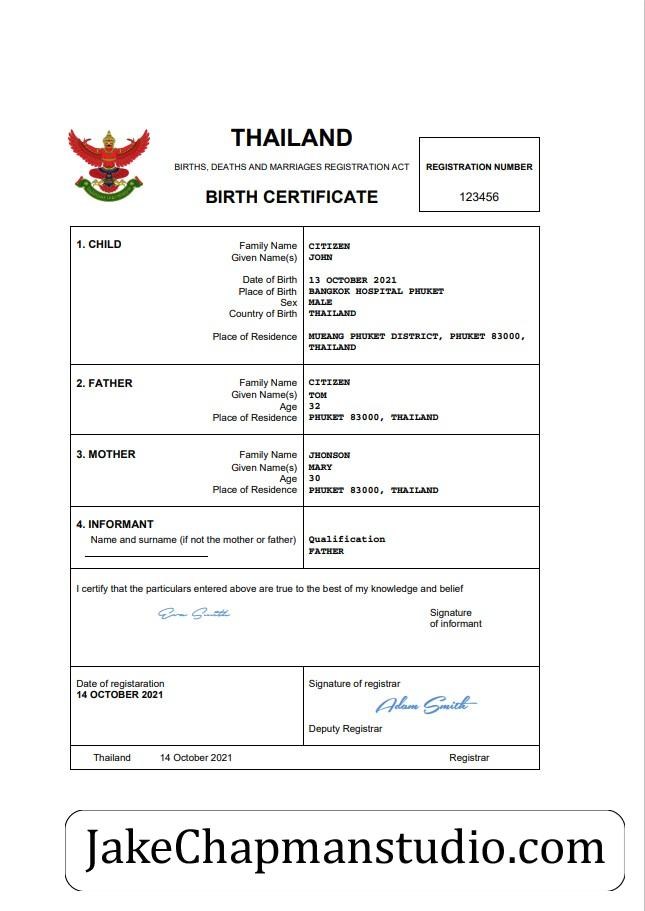 THAILAND
BIRTHS, DEATHS AND MARRIAGES REGISTRATION ACT
BIRTH CERTIFICATE
REGISTRATION NUMBER
123456
1. CHILD
Family Name CITIZEN
Given Name(s) JOHN
Date of Birth 13 OCTOBER 2021
Place of Birth BANGKOK HOSPITAL PHUKET
Sex MALE
Country of Birth THAILAND
Place of Residence MUEANG PHUKET DISTRICT, PHUKET 83000,
THAILAND
2. FATHER
Family Name CITIZEN
Given Name(s) TOM
Age 32
Place of Residence PHUKET 83000, THAILAND
3. MOTHER
Family Name JHONSON
Given Name(s) MARY
Age 30
Place of Residence PHUKET 83000, THAILAND
4. INFORMANT
Name and surname (if not the mother or father) Qualification
FATHER
I certify that the particulars entered above are true to the best of my knowledge and belief
Eva Smith
Signature
of informant
Date of registaration
14 OCTOBER 2021
Signature of registrar
Adam Smith
Deputy Registrar
Thailand 14 October 2021 Registrar
JakeChapmanstudio.com